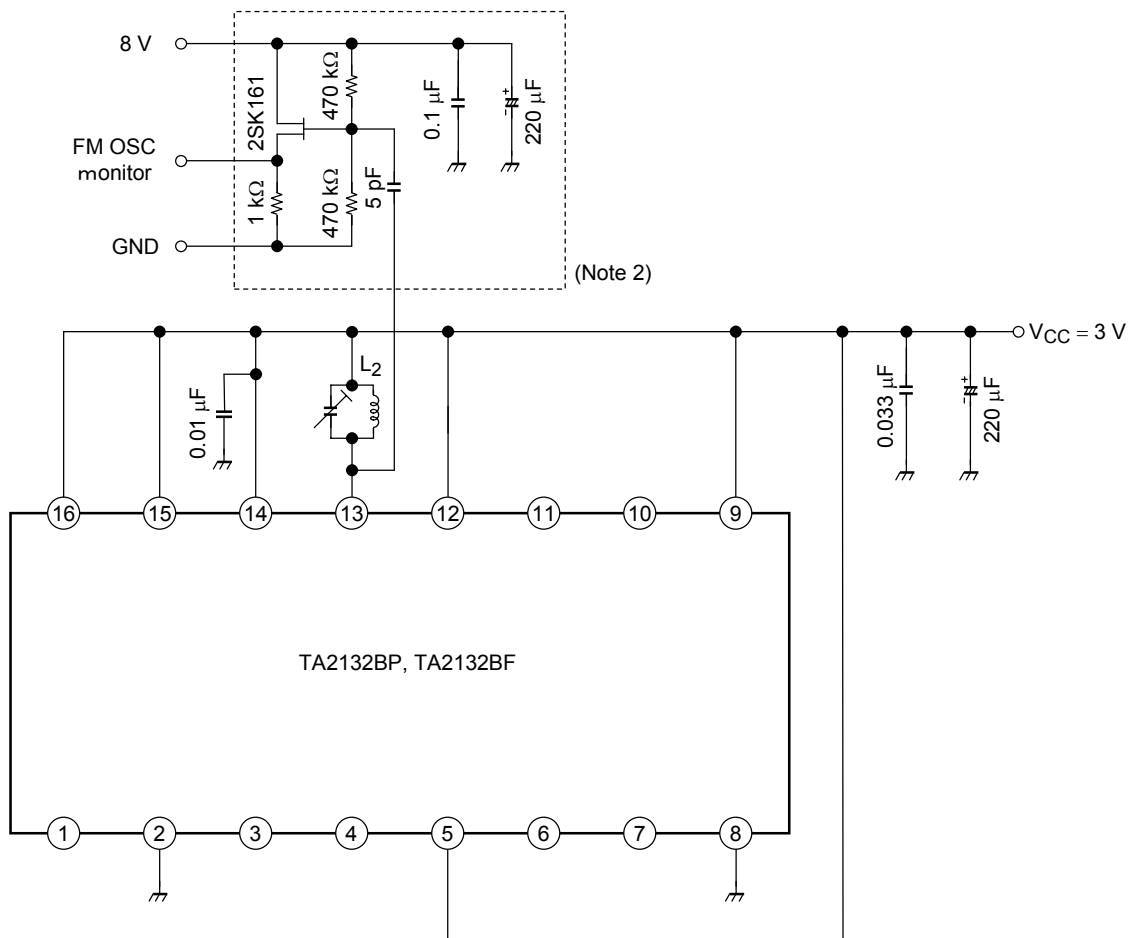 8 V
2SK161
470 kΩ
0.1 μF
- +
220 μF
FM OSC
monitor
1 kΩ
470 kΩ
5 pF
GND
(Note 2)
VCC = 3 V
L2
0.01 μF
0.033 μF
- +
220 μF
16 15 14 13 12 11 10 9
TA2132BP, TA2132BF
1 2 3 4 5 6 7 8